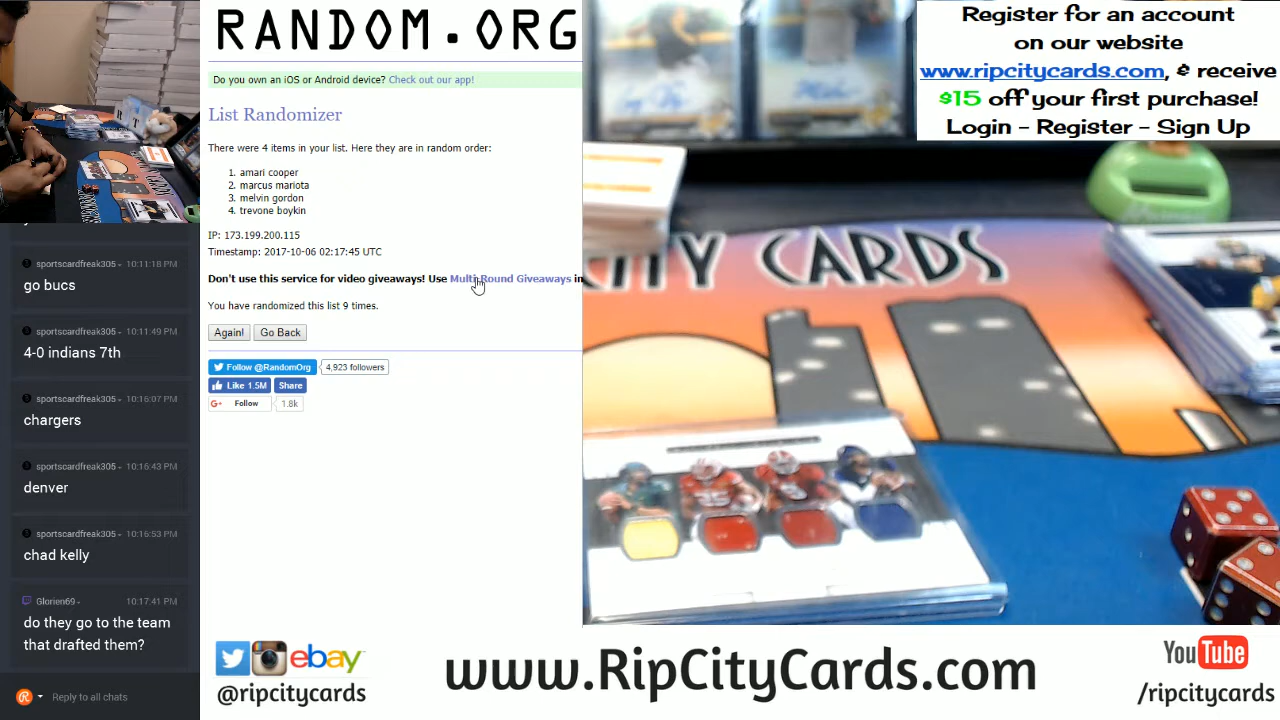 RANDOM.ORG
Do you own an iOS or Android device? Check out our app!
List Randomizer
There were 4 items in your list. Here they are in random order:
1. amari cooper
2. marcus mariota
3. melvin gordon
4. trevone boykin
IP: 173.199.200.115
Timestamp: 2017-10-06 02:17:45 UTC
Don't use this service for video giveaways! Use Multi-Round Giveaways in
You have randomized this list 9 times.
Again! Go Back
Follow @RandomOrg 4,923 followers
Like 1.5M Share
G+ Follow 1.8k
sportscardfreak305 - 10:11:18 PM
go bucs
sportscardfreak305 - 10:11:49 PM
4-0 indians 7th
sportscardfreak305 - 10:16:07 PM
chargers
sportscardfreak305 - 10:16:43 PM
denver
sportscardfreak305 - 10:16:53 PM
chad kelly
Glorien69 - 10:17:41 PM
do they go to the team
that drafted them?
Reply to all chats
Register for an account
on our website
www.ripcitycards.com, & receive
$15 off your first purchase!
Login - Register - Sign Up
CITY CARDS
ebay
@ripcitycards
www.RipCityCards.com
YouTube
/ripcitycards